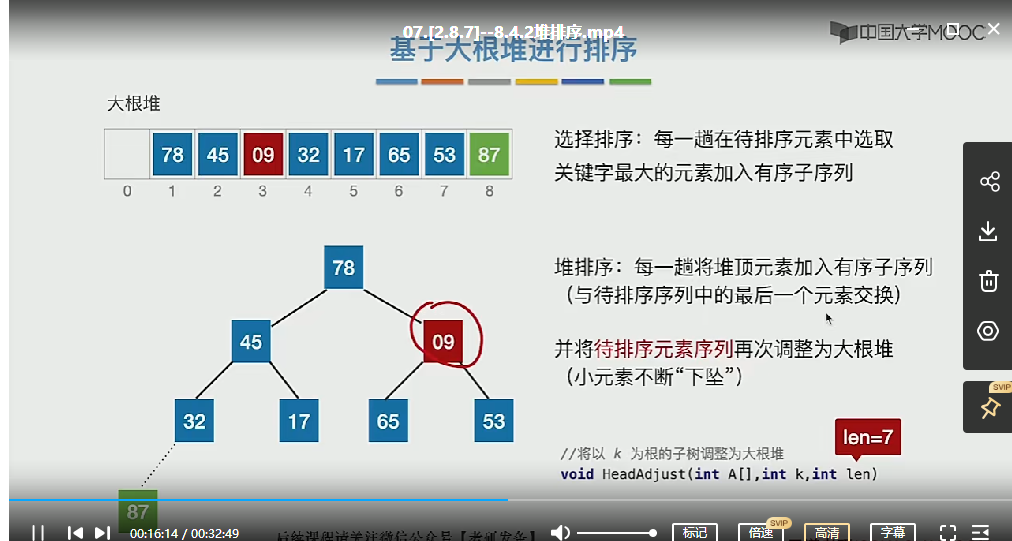 07.[2.8.7]--8.4.2堆排序.mp4
中国大学MOOC
基于大根堆进行排序
大根堆
78 45 09 32 17 65 53 87
0 1 2 3 4 5 6 7 8
选择排序：每一趟在待排序元素中选取
关键字最大的元素加入有序子序列
78
45 09
32 17 65 53
87
堆排序：每一趟将堆顶元素加入有序子序列
（与待排序序列中的最后一个元素交换）
并将待排序元素序列再次调整为大根堆
（小元素不断“下坠”）
len=7
//将以 k 为根的子树调整为大根堆
void HeadAdjust(int A[],int k,int len)
SVIP
00:16:14 / 00:32:49
标记
倍速
SVIP
高清
字幕